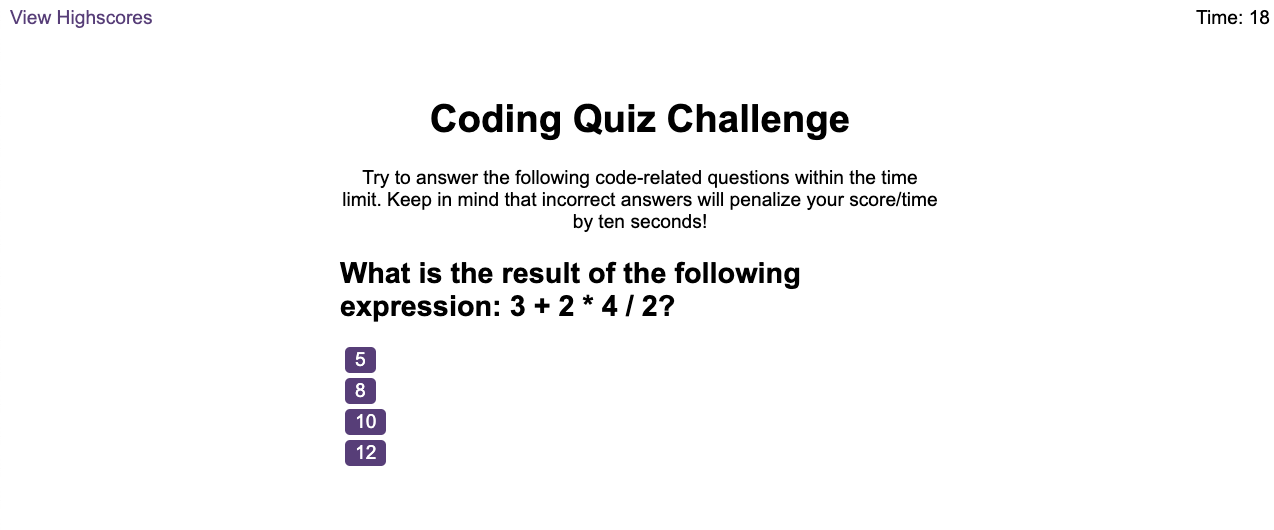 View Highscores
Time: 18
Coding Quiz Challenge
Try to answer the following code-related questions within the time
limit. Keep in mind that incorrect answers will penalize your score/time
by ten seconds!
What is the result of the following
expression: 3 + 2 * 4 / 2?
5
8
10
12